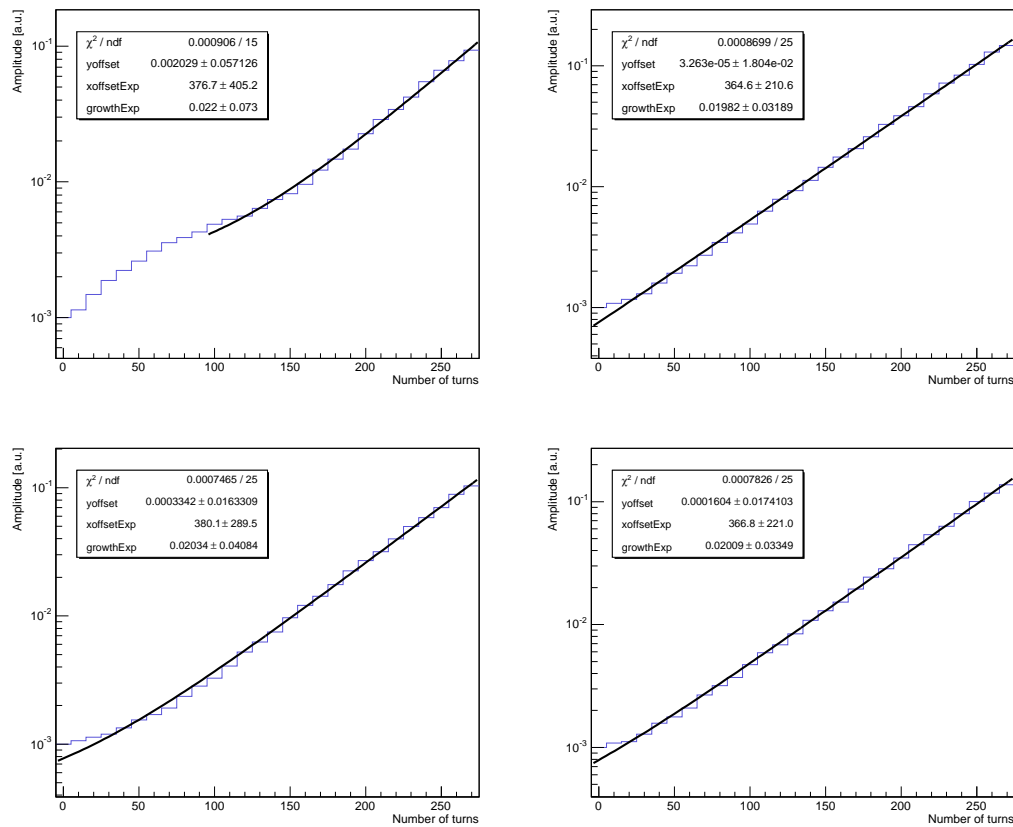 Amplitude [a.u.]
χ² / ndf 0.000906 / 15
yoffset 0.002029 ± 0.057126
xoffsetExp 376.7 ± 405.2
growthExp 0.022 ± 0.073
10⁻¹
10⁻²
10⁻³
0 50 100 150 200 250
Number of turns
Amplitude [a.u.]
χ² / ndf 0.0008699 / 25
yoffset 3.263e-05 ± 1.804e-02
xoffsetExp 364.6 ± 210.6
growthExp 0.01982 ± 0.03189
10⁻¹
10⁻²
10⁻³
0 50 100 150 200 250
Number of turns
Amplitude [a.u.]
χ² / ndf 0.0007465 / 25
yoffset 0.0003342 ± 0.0163309
xoffsetExp 380.1 ± 289.5
growthExp 0.02034 ± 0.04084
10⁻¹
10⁻²
10⁻³
0 50 100 150 200 250
Number of turns
Amplitude [a.u.]
χ² / ndf 0.0007826 / 25
yoffset 0.0001604 ± 0.0174103
xoffsetExp 366.8 ± 221.0
growthExp 0.02009 ± 0.03349
10⁻¹
10⁻²
10⁻³
0 50 100 150 200 250
Number of turns